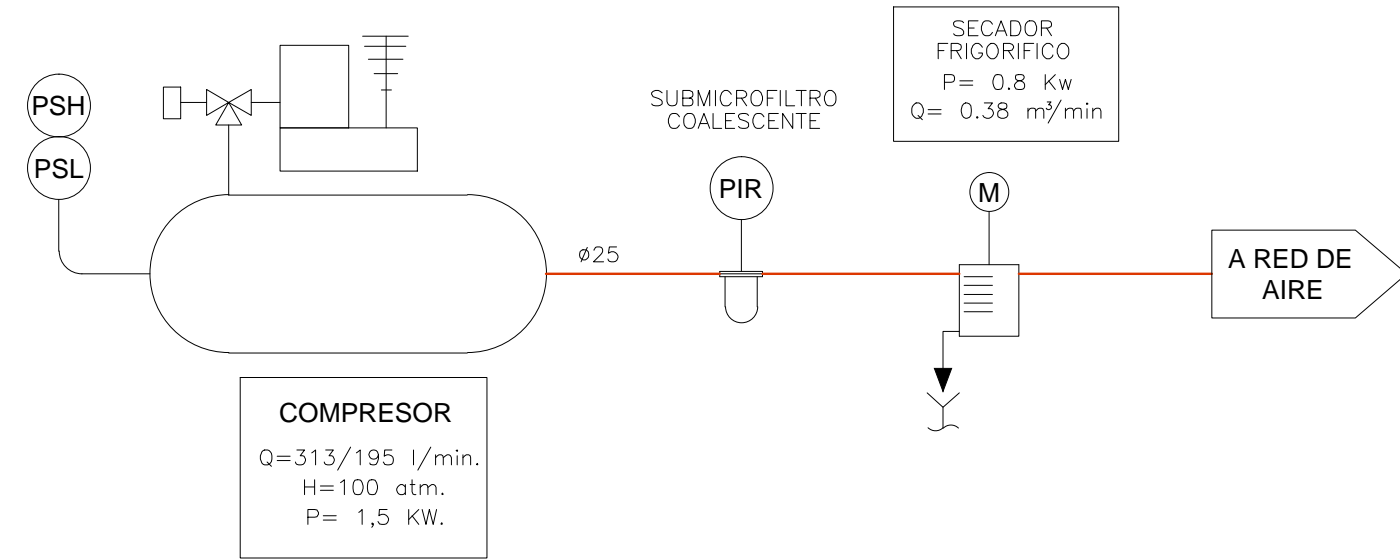 PSH
PSL
SUBMICROFILTRO
COALESCENTE
PIR
SECADOR
FRIGORIFICO
P= 0.8 Kw
Q= 0.38 m³/min
M
ø25
A RED DE
AIRE
COMPRESOR
Q=313/195 l/min.
H=100 atm.
P= 1,5 KW.